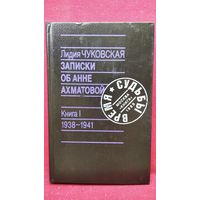 Лидия ЧУКОВСКАЯ
ЗАПИСКИ
ОБ АННЕ
АХМАТОВОЙ
Книга I
1938–1941
ВРЕМЯ
СУДЬБЫ